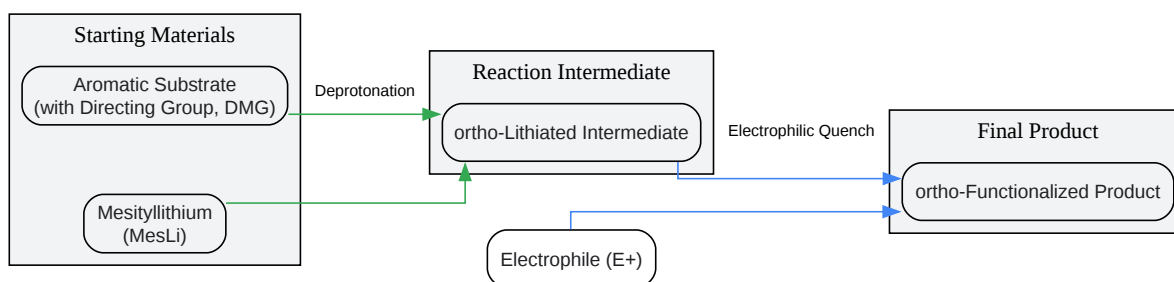 Starting Materials
Aromatic Substrate
(with Directing Group, DMG)
Mesityllithium
(MesLi)
Deprotonation
Reaction Intermediate
ortho-Lithiated Intermediate
Electrophile (E+)
Electrophilic Quench
Final Product
ortho-Functionalized Product